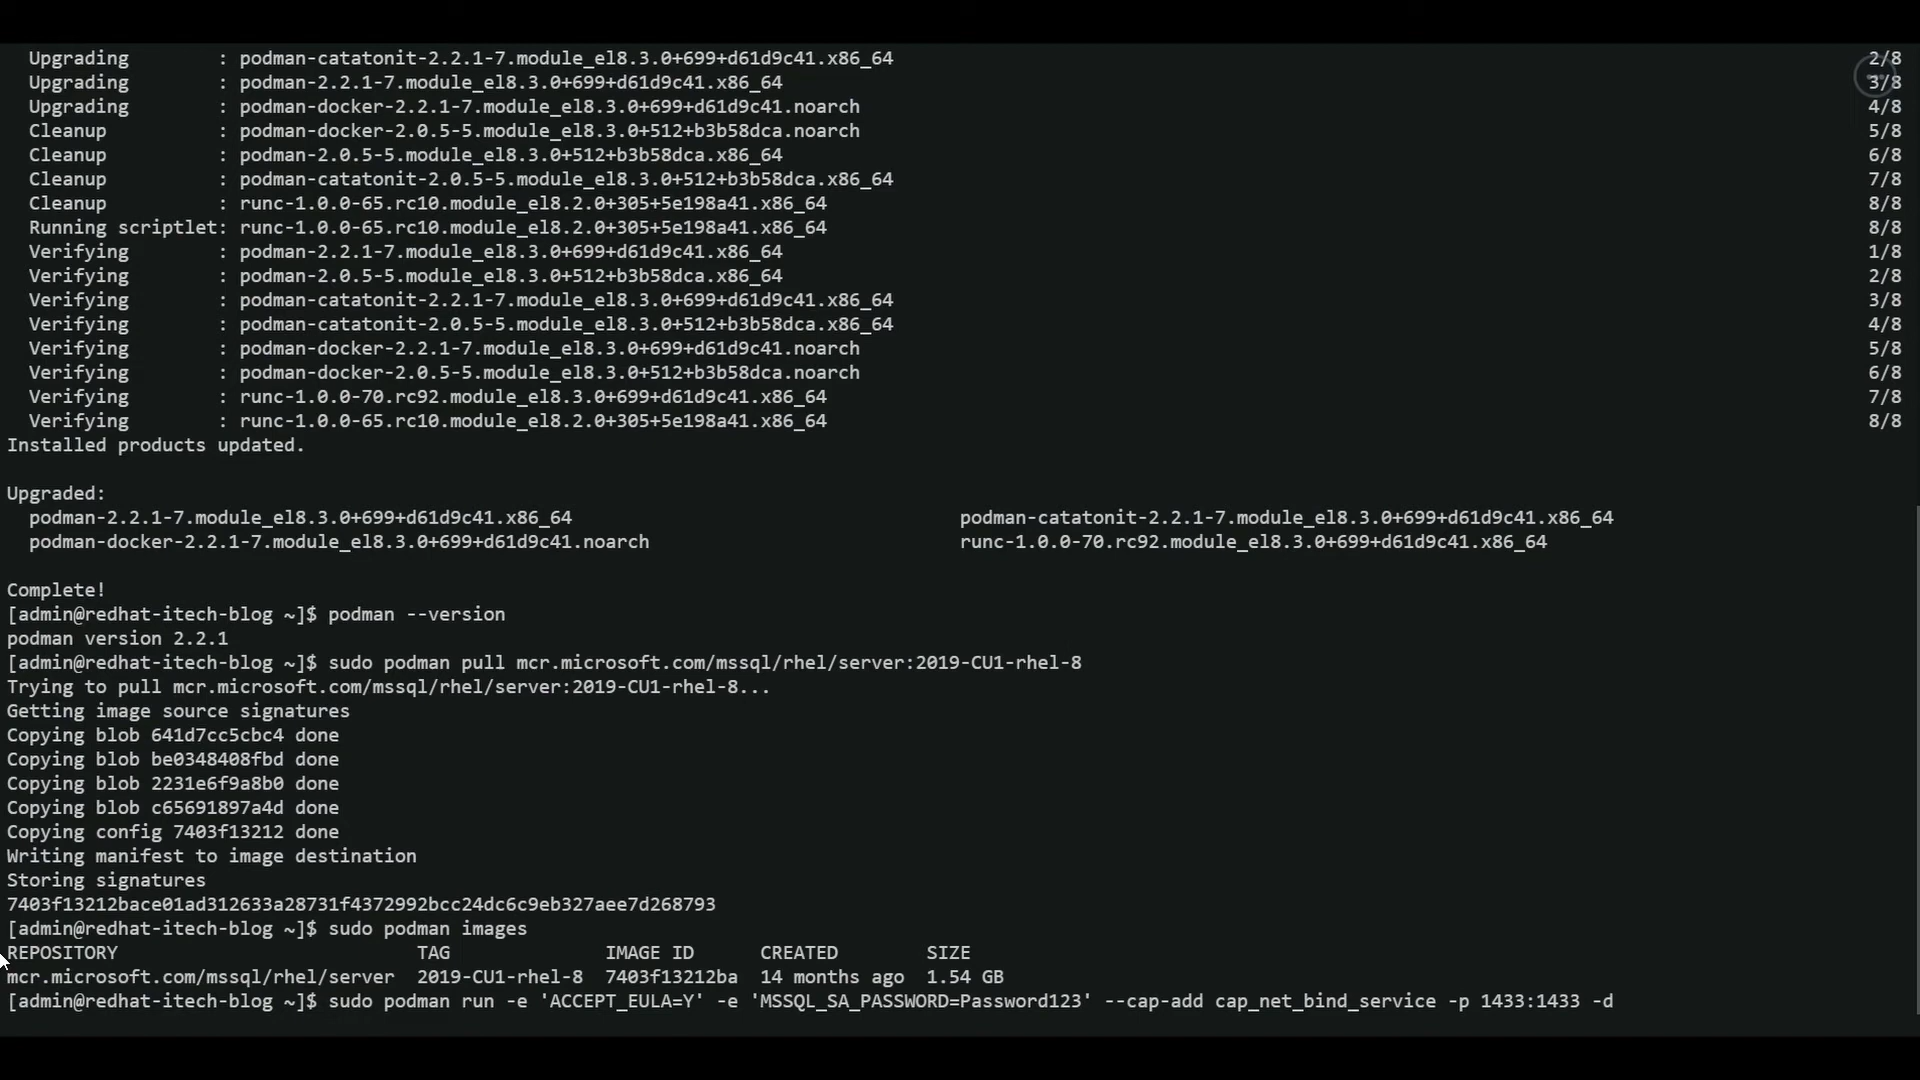 Upgrading        : podman-catatonit-2.2.1-7.module_el8.3.0+699+d61d9c41.x86_64 2/8
Upgrading        : podman-2.2.1-7.module_el8.3.0+699+d61d9c41.x86_64 3/8
Upgrading        : podman-docker-2.2.1-7.module_el8.3.0+699+d61d9c41.noarch 4/8
Cleanup          : podman-docker-2.0.5-5.module_el8.3.0+512+b3b58dca.noarch 5/8
Cleanup          : podman-2.0.5-5.module_el8.3.0+512+b3b58dca.x86_64 6/8
Cleanup          : podman-catatonit-2.0.5-5.module_el8.3.0+512+b3b58dca.x86_64 7/8
Cleanup          : runc-1.0.0-65.rc10.module_el8.2.0+305+5e198a41.x86_64 8/8
Running scriptlet: runc-1.0.0-65.rc10.module_el8.2.0+305+5e198a41.x86_64 8/8
Verifying        : podman-2.2.1-7.module_el8.3.0+699+d61d9c41.x86_64 1/8
Verifying        : podman-2.0.5-5.module_el8.3.0+512+b3b58dca.x86_64 2/8
Verifying        : podman-catatonit-2.2.1-7.module_el8.3.0+699+d61d9c41.x86_64 3/8
Verifying        : podman-catatonit-2.0.5-5.module_el8.3.0+512+b3b58dca.x86_64 4/8
Verifying        : podman-docker-2.2.1-7.module_el8.3.0+699+d61d9c41.noarch 5/8
Verifying        : podman-docker-2.0.5-5.module_el8.3.0+512+b3b58dca.noarch 6/8
Verifying        : runc-1.0.0-70.rc92.module_el8.3.0+699+d61d9c41.x86_64 7/8
Verifying        : runc-1.0.0-65.rc10.module_el8.2.0+305+5e198a41.x86_64 8/8
Installed products updated.
Upgraded:
podman-2.2.1-7.module_el8.3.0+699+d61d9c41.x86_64 podman-catatonit-2.2.1-7.module_el8.3.0+699+d61d9c41.x86_64
podman-docker-2.2.1-7.module_el8.3.0+699+d61d9c41.noarch runc-1.0.0-70.rc92.module_el8.3.0+699+d61d9c41.x86_64
Complete!
[admin@redhat-itech-blog ~]$ podman --version
podman version 2.2.1
[admin@redhat-itech-blog ~]$ sudo podman pull mcr.microsoft.com/mssql/rhel/server:2019-CU1-rhel-8
Trying to pull mcr.microsoft.com/mssql/rhel/server:2019-CU1-rhel-8...
Getting image source signatures
Copying blob 641d7cc5cbc4 done
Copying blob be0348408fbd done
Copying blob 2231e6f9a8b0 done
Copying blob c65691897a4d done
Copying config 7403f13212 done
Writing manifest to image destination
Storing signatures
7403f13212bace01ad312633a28731f4372992bcc24dc6c9eb327aee7d268793
[admin@redhat-itech-blog ~]$ sudo podman images
REPOSITORY TAG IMAGE ID CREATED SIZE
mcr.microsoft.com/mssql/rhel/server 2019-CU1-rhel-8 7403f13212ba 14 months ago 1.54 GB
[admin@redhat-itech-blog ~]$ sudo podman run -e 'ACCEPT_EULA=Y' -e 'MSSQL_SA_PASSWORD=Password123' --cap-add cap_net_bind_service -p 1433:1433 -d